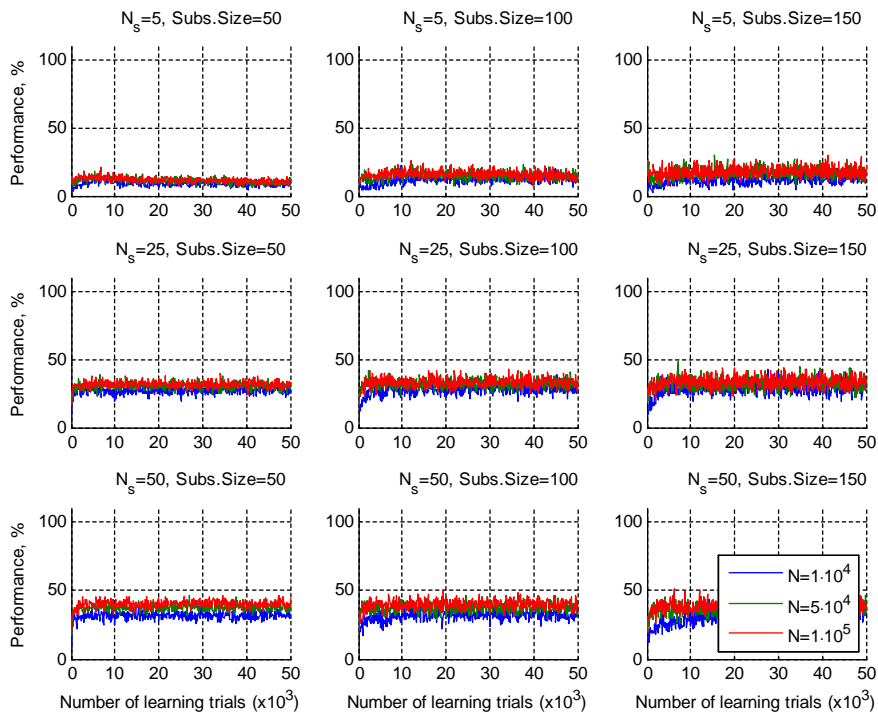 N_s=5, Subs.Size=50
N_s=5, Subs.Size=100
N_s=5, Subs.Size=150
Performance, %
100
50
0
0 10 20 30 40 50
100
50
0
0 10 20 30 40 50
100
50
0
0 10 20 30 40 50
N_s=25, Subs.Size=50
N_s=25, Subs.Size=100
N_s=25, Subs.Size=150
Performance, %
100
50
0
0 10 20 30 40 50
100
50
0
0 10 20 30 40 50
100
50
0
0 10 20 30 40 50
N_s=50, Subs.Size=50
N_s=50, Subs.Size=100
N_s=50, Subs.Size=150
Performance, %
100
50
0
0 10 20 30 40 50
Number of learning trials (x10^3)
100
50
0
0 10 20 30 40 50
Number of learning trials (x10^3)
100
50
0
0 10 20 30 40 50
Number of learning trials (x10^3)
N=1·10^4
N=5·10^4
N=1·10^5